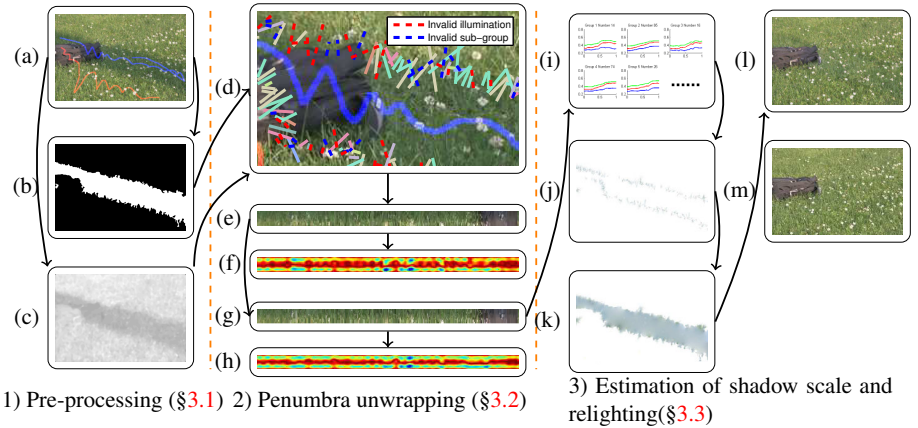 (a)
(b)
(c)
(d)
Invalid illumination
Invalid sub-group
(e)
(f)
(g)
(h)
(i)
(j)
(k)
(l)
(m)
1) Pre-processing (§3.1)
2) Penumbra unwrapping (§3.2)
3) Estimation of shadow scale and
relighting(§3.3)